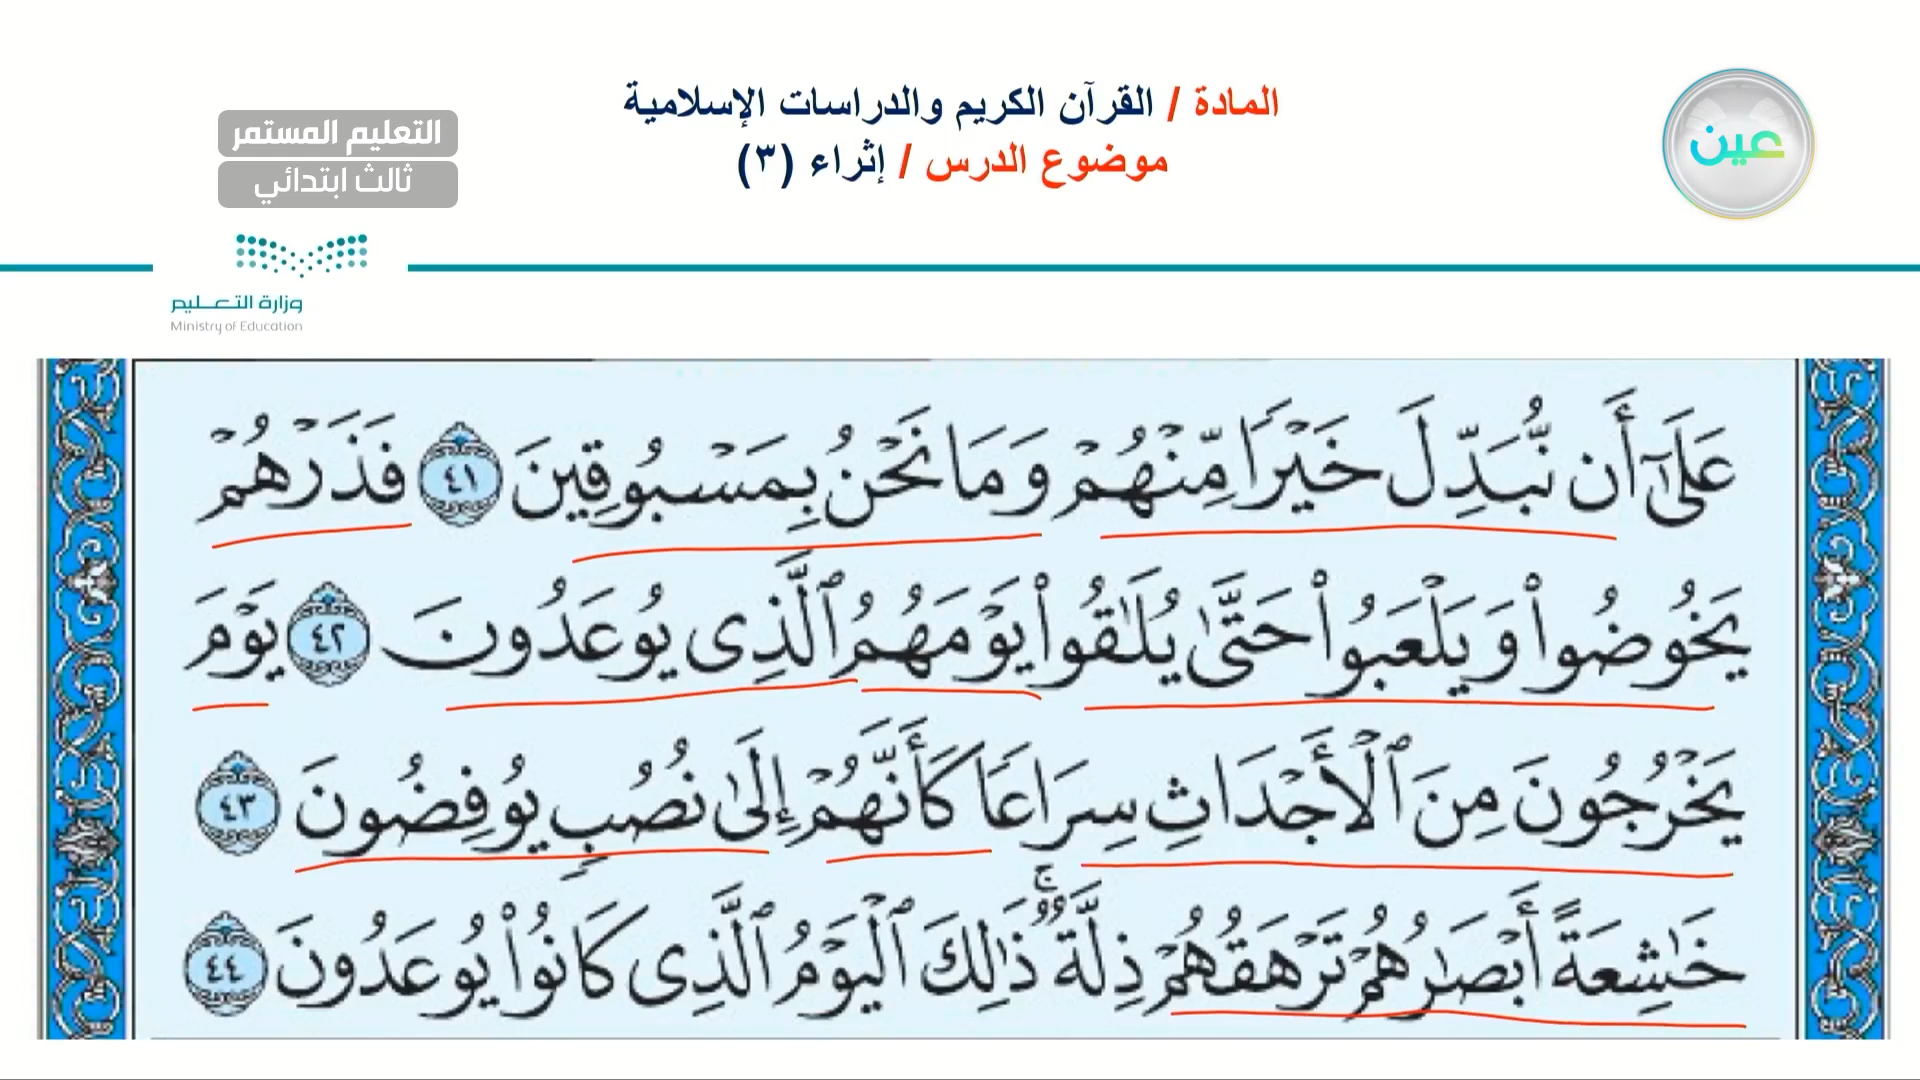 المادة / القرآن الكريم والدراسات الإسلامية
موضوع الدرس / إثراء (٣)
عين
التعليم المستمر
ثالث ابتدائي
وزارة التعليم
Ministry of Education
عَلَىٰٓ أَن نُّبَدِّلَ خَيْرًا مِّنْهُمْ وَمَا نَحْنُ بِمَسْبُوقِينَ ٤١ فَذَرْهُمْ
يَخُوضُوا۟ وَيَلْعَبُوا۟ حَتَّىٰ يُلَٰقُوا۟ يَوْمَهُمُ ٱلَّذِى يُوعَدُونَ ٤٢ يَوْمَ
يَخْرُجُونَ مِنَ ٱلْأَجْدَاثِ سِرَاعًا كَأَنَّهُمْ إِلَىٰ نُصُبٍ يُوفِضُونَ ٤٣
خَٰشِعَةً أَبْصَٰرُهُمْ تَرْهَقُهُمْ ذِلَّةٌ ۚ ذَٰلِكَ ٱلْيَوْمُ ٱلَّذِى كَانُوا۟ يُوعَدُونَ ٤٤